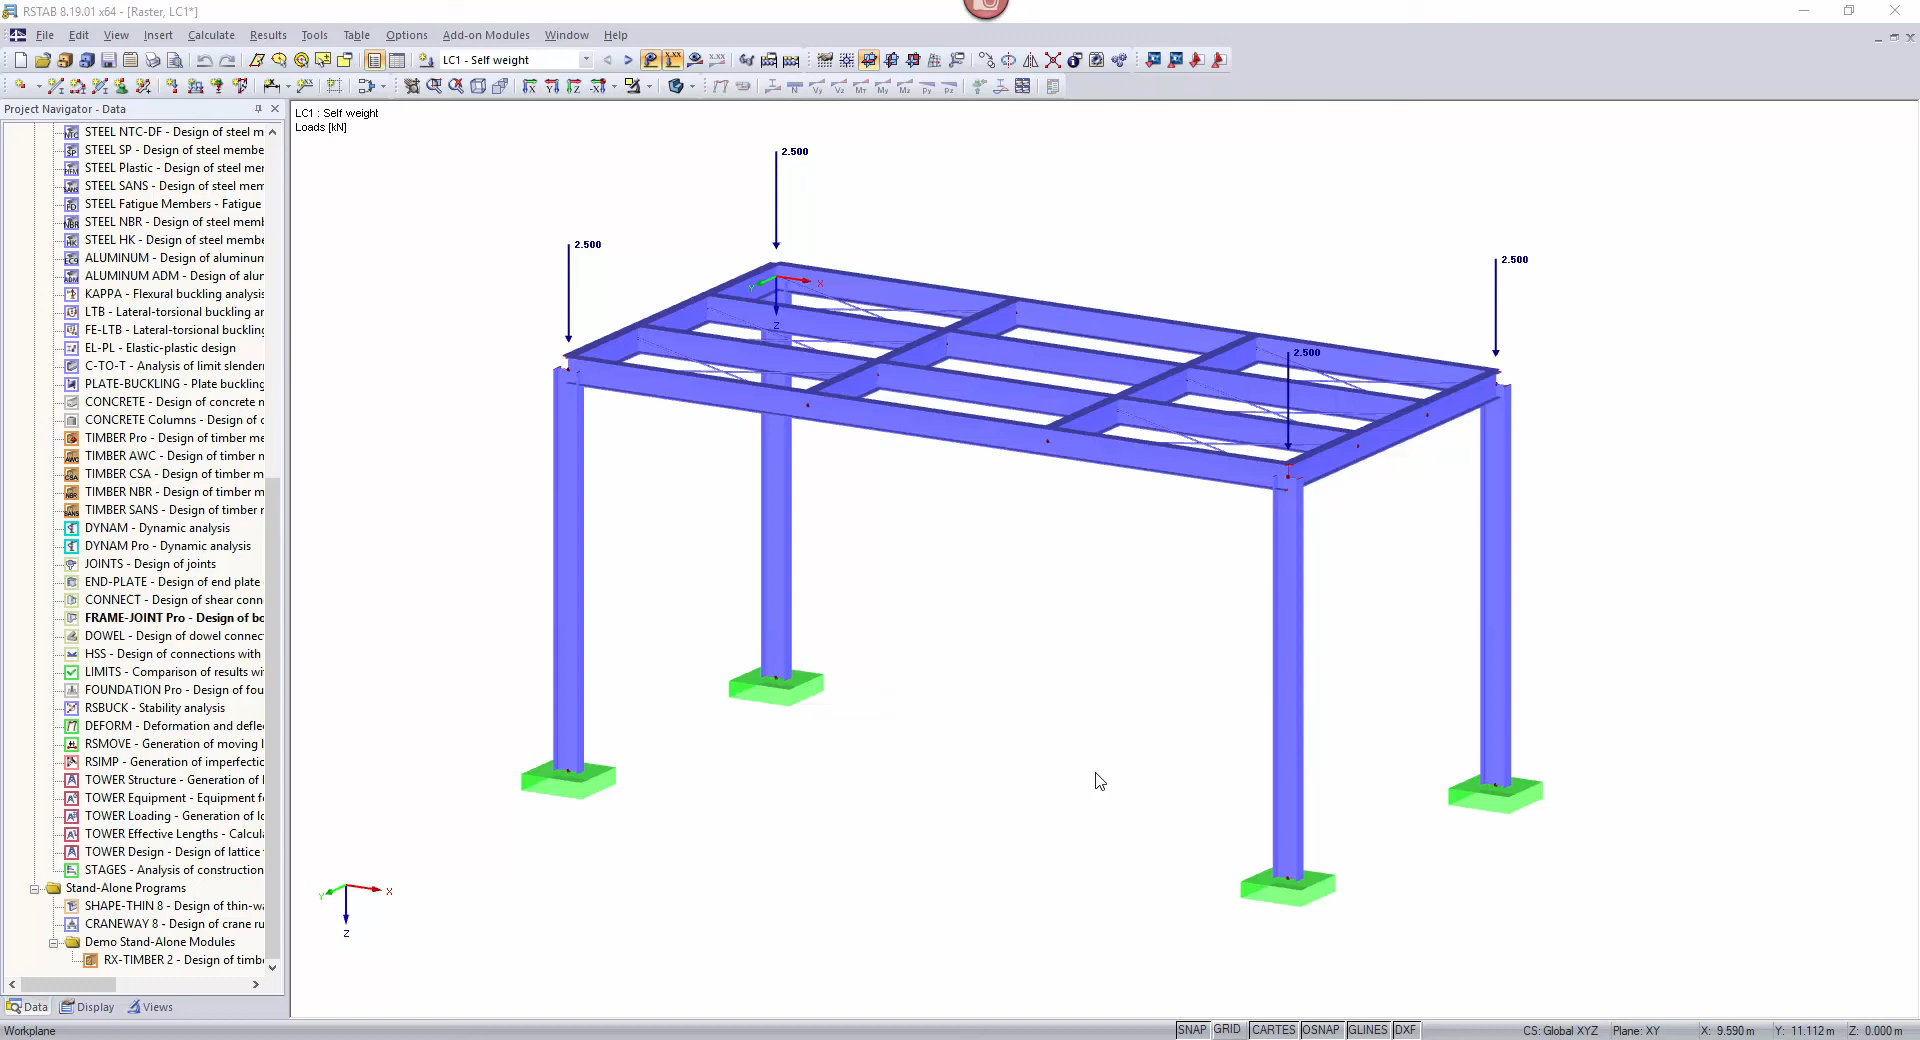 RSTAB 8.19.01 x64 - [Raster, LC1*]
File Edit View Insert Calculate Results Tools Table Options Add-on Modules Window Help
LC1 - Self weight
Project Navigator - Data
STEEL NTC-DF - Design of steel m
STEEL SP - Design of steel membe
STEEL Plastic - Design of steel mer
STEEL SANS - Design of steel mem
STEEL Fatigue Members - Fatigue
STEEL NBR - Design of steel memb
STEEL HK - Design of steel membe
ALUMINUM - Design of aluminum
ALUMINUM ADM - Design of alur
KAPPA - Flexural buckling analysis
LTB - Lateral-torsional buckling ar
FE-LTB - Lateral-torsional buckling
EL-PL - Elastic-plastic design
C-TO-T - Analysis of limit slendern
PLATE-BUCKLING - Plate buckling
CONCRETE - Design of concrete n
CONCRETE Columns - Design of c
TIMBER Pro - Design of timber me
TIMBER AWC - Design of timber n
TIMBER CSA - Design of timber m
TIMBER NBR - Design of timber m
TIMBER SANS - Design of timber r
DYNAM - Dynamic analysis
DYNAM Pro - Dynamic analysis
JOINTS - Design of joints
END-PLATE - Design of end plate
CONNECT - Design of shear conn
FRAME-JOINT Pro - Design of bo
DOWEL - Design of dowel connec
HSS - Design of connections with
LIMITS - Comparison of results wi
FOUNDATION Pro - Design of fou
RSBUCK - Stability analysis
DEFORM - Deformation and defle
RSMOVE - Generation of moving l
RSIMP - Generation of imperfectic
TOWER Structure - Generation of l
TOWER Equipment - Equipment fo
TOWER Loading - Generation of lo
TOWER Effective Lengths - Calcula
TOWER Design - Design of lattice
STAGES - Analysis of construction
Stand-Alone Programs
SHAPE-THIN 8 - Design of thin-wa
CRANEWAY 8 - Design of crane ru
Demo Stand-Alone Modules
RX-TIMBER 2 - Design of timbe
Data Display Views
LC1 : Self weight
Loads [kN]
2.500
2.500
2.500
2.500
X
Y
Z
X
Y
Z
Workplane SNAP GRID CARTES OSNAP GLINES DXF CS: Global XYZ Plane: XY X: 9.590 m Y: 11.112 m Z: 0.000 m